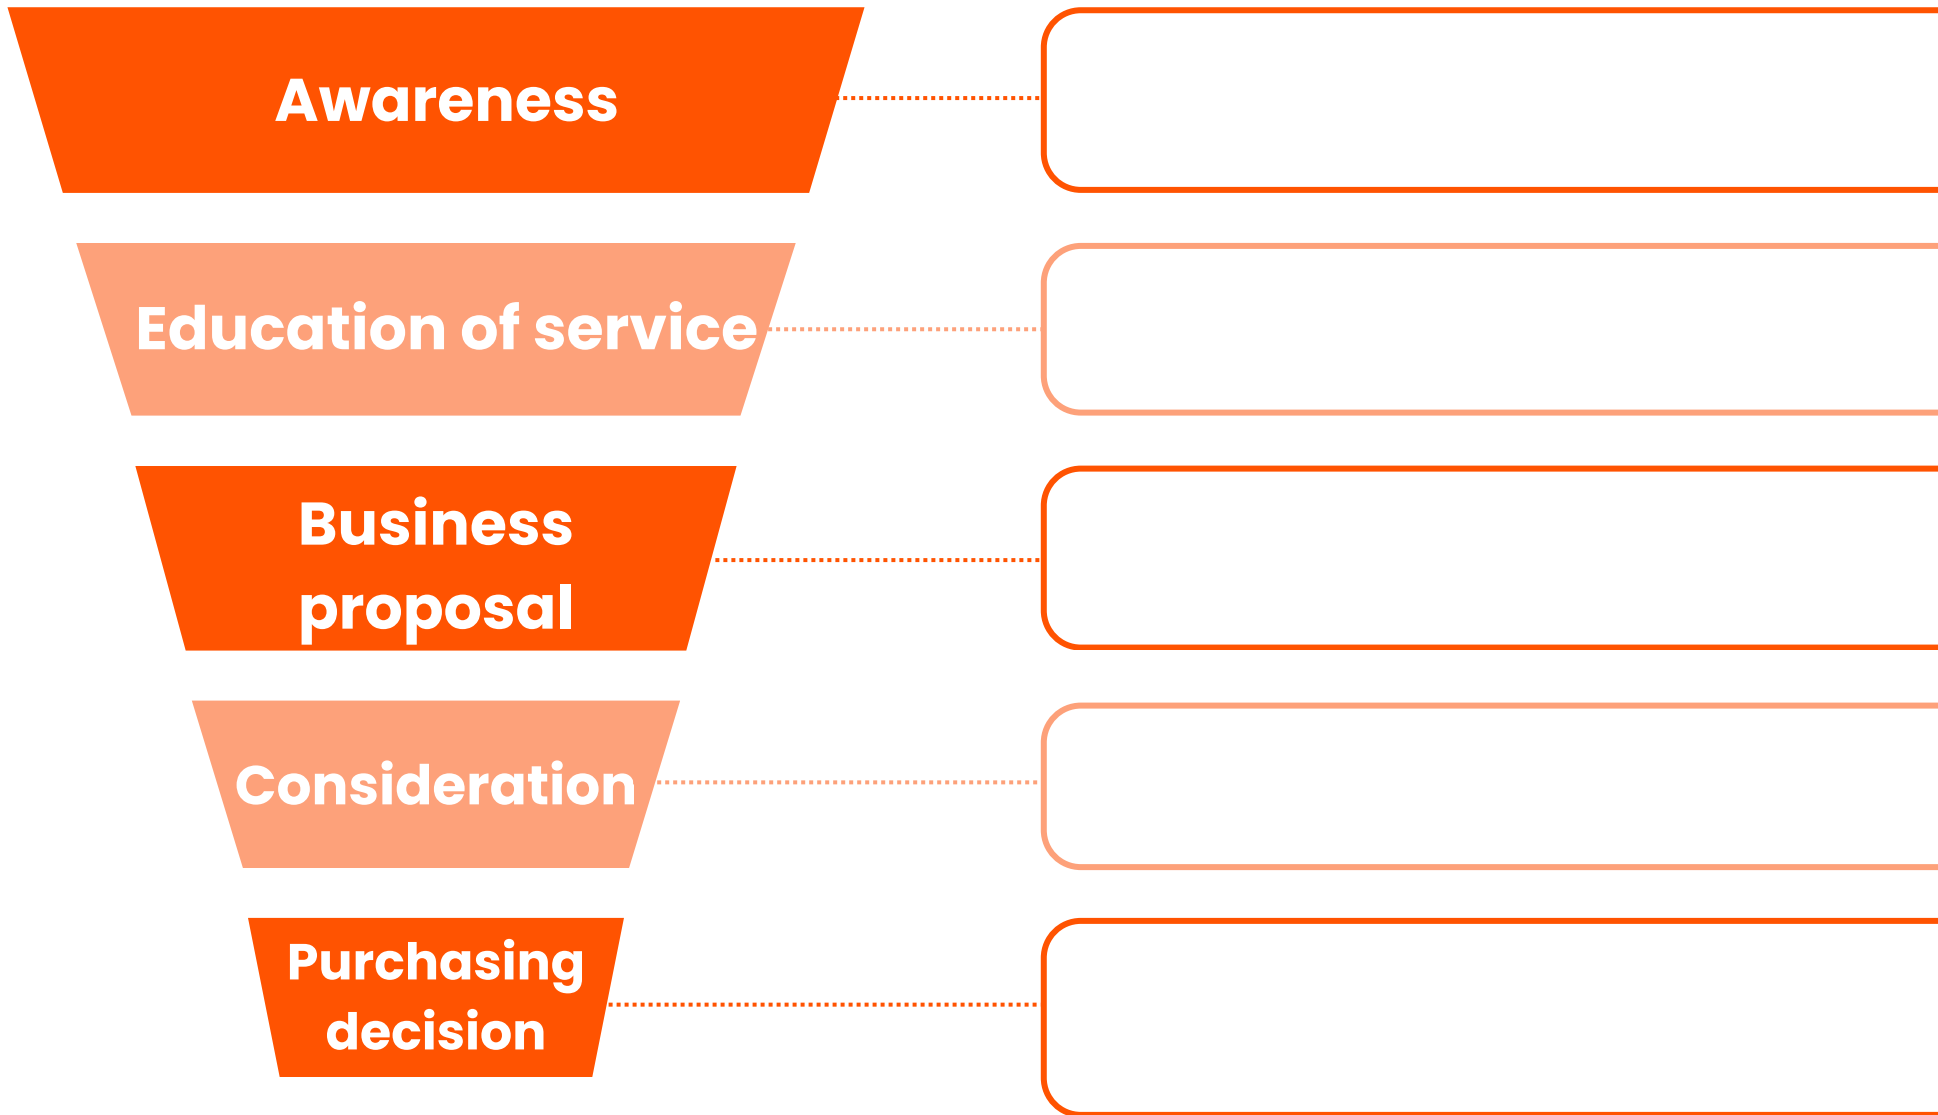 Awareness
Education of service
Business
proposal
Consideration
Purchasing
decision